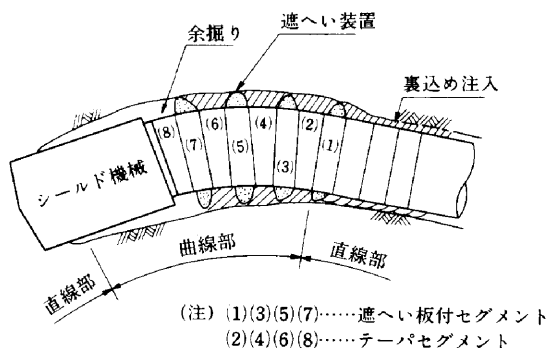 余掘り
遮へい装置
裏込め注入
(8)
(7)
(6)
(5)
(4)
(3)
(2)
(1)
シールド機械
直線部
曲線部
直線部
(注) (1)(3)(5)(7)……遮へい板付セグメント
(2)(4)(6)(8)……テーパセグメント